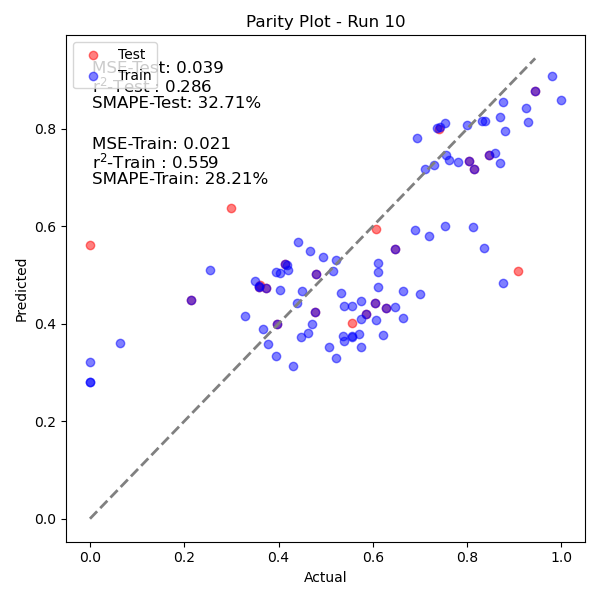 Parity Plot - Run 10
Test
Train
MSE-Test: 0.039
r²-Test : 0.286
SMAPE-Test: 32.71%
MSE-Train: 0.021
r²-Train : 0.559
SMAPE-Train: 28.21%
Predicted
0.8
0.6
0.4
0.2
0.0
0.0 0.2 0.4 0.6 0.8 1.0
Actual